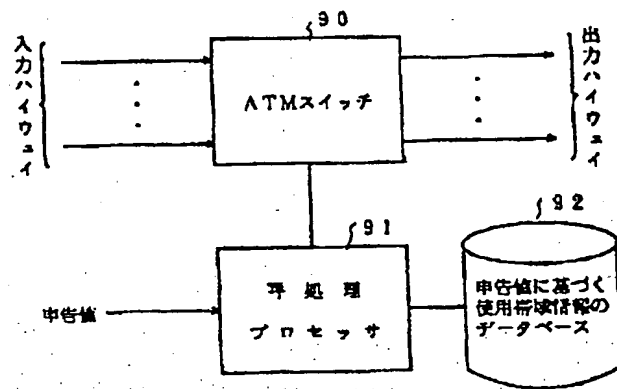 90
入力ハイウェイ
ATMスイッチ
出力ハイウェイ
91
92
申告値
呼処理
プロセッサ
申告値に基づく
使用帯域情報の
データベース